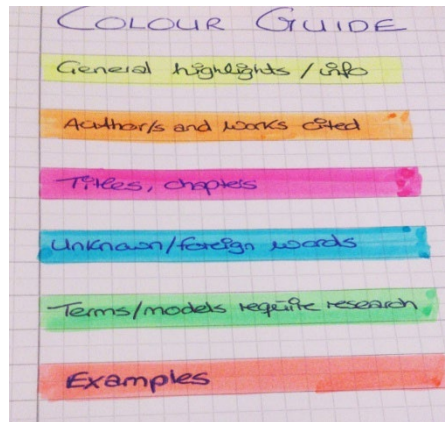 COLOUR GUIDE
General highlights / info
Author/s and works cited
Titles, chapters
Unknown/foreign words
Terms/models require research
Examples